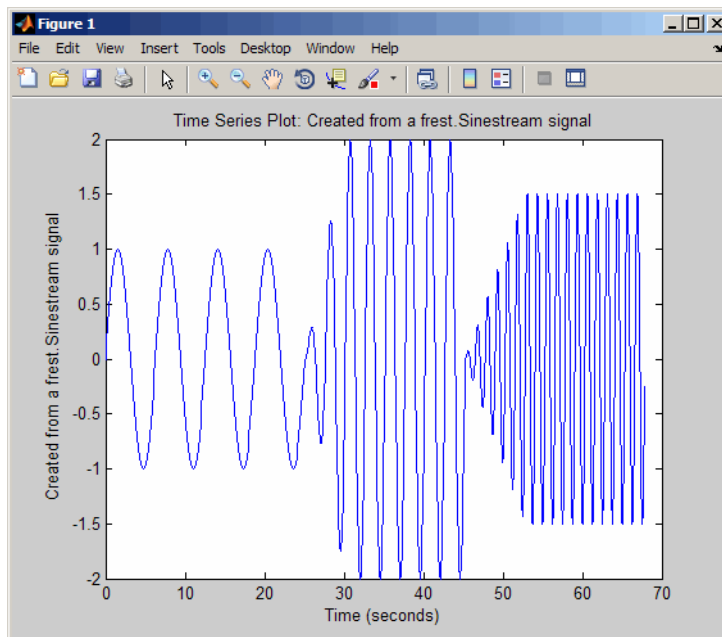 Figure 1
File Edit View Insert Tools Desktop Window Help
Time Series Plot: Created from a frest.Sinestream signal
Created from a frest.Sinestream signal
2
1.5
1
0.5
0
-0.5
-1
-1.5
-2
0 10 20 30 40 50 60 70
Time (seconds)